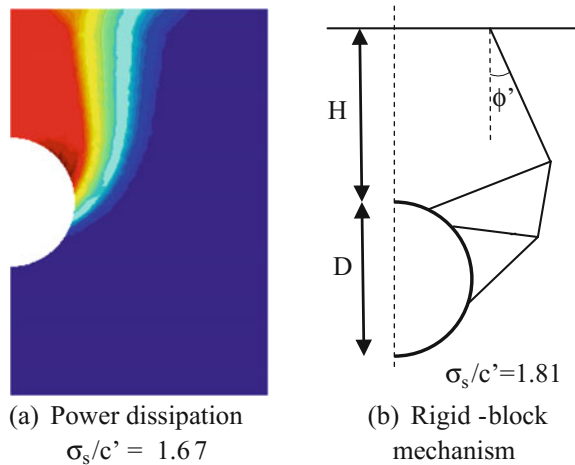 H
ϕ'
D
σs/c'=1.81
(a) Power dissipation
σs/c' = 1.67
(b) Rigid -block
mechanism